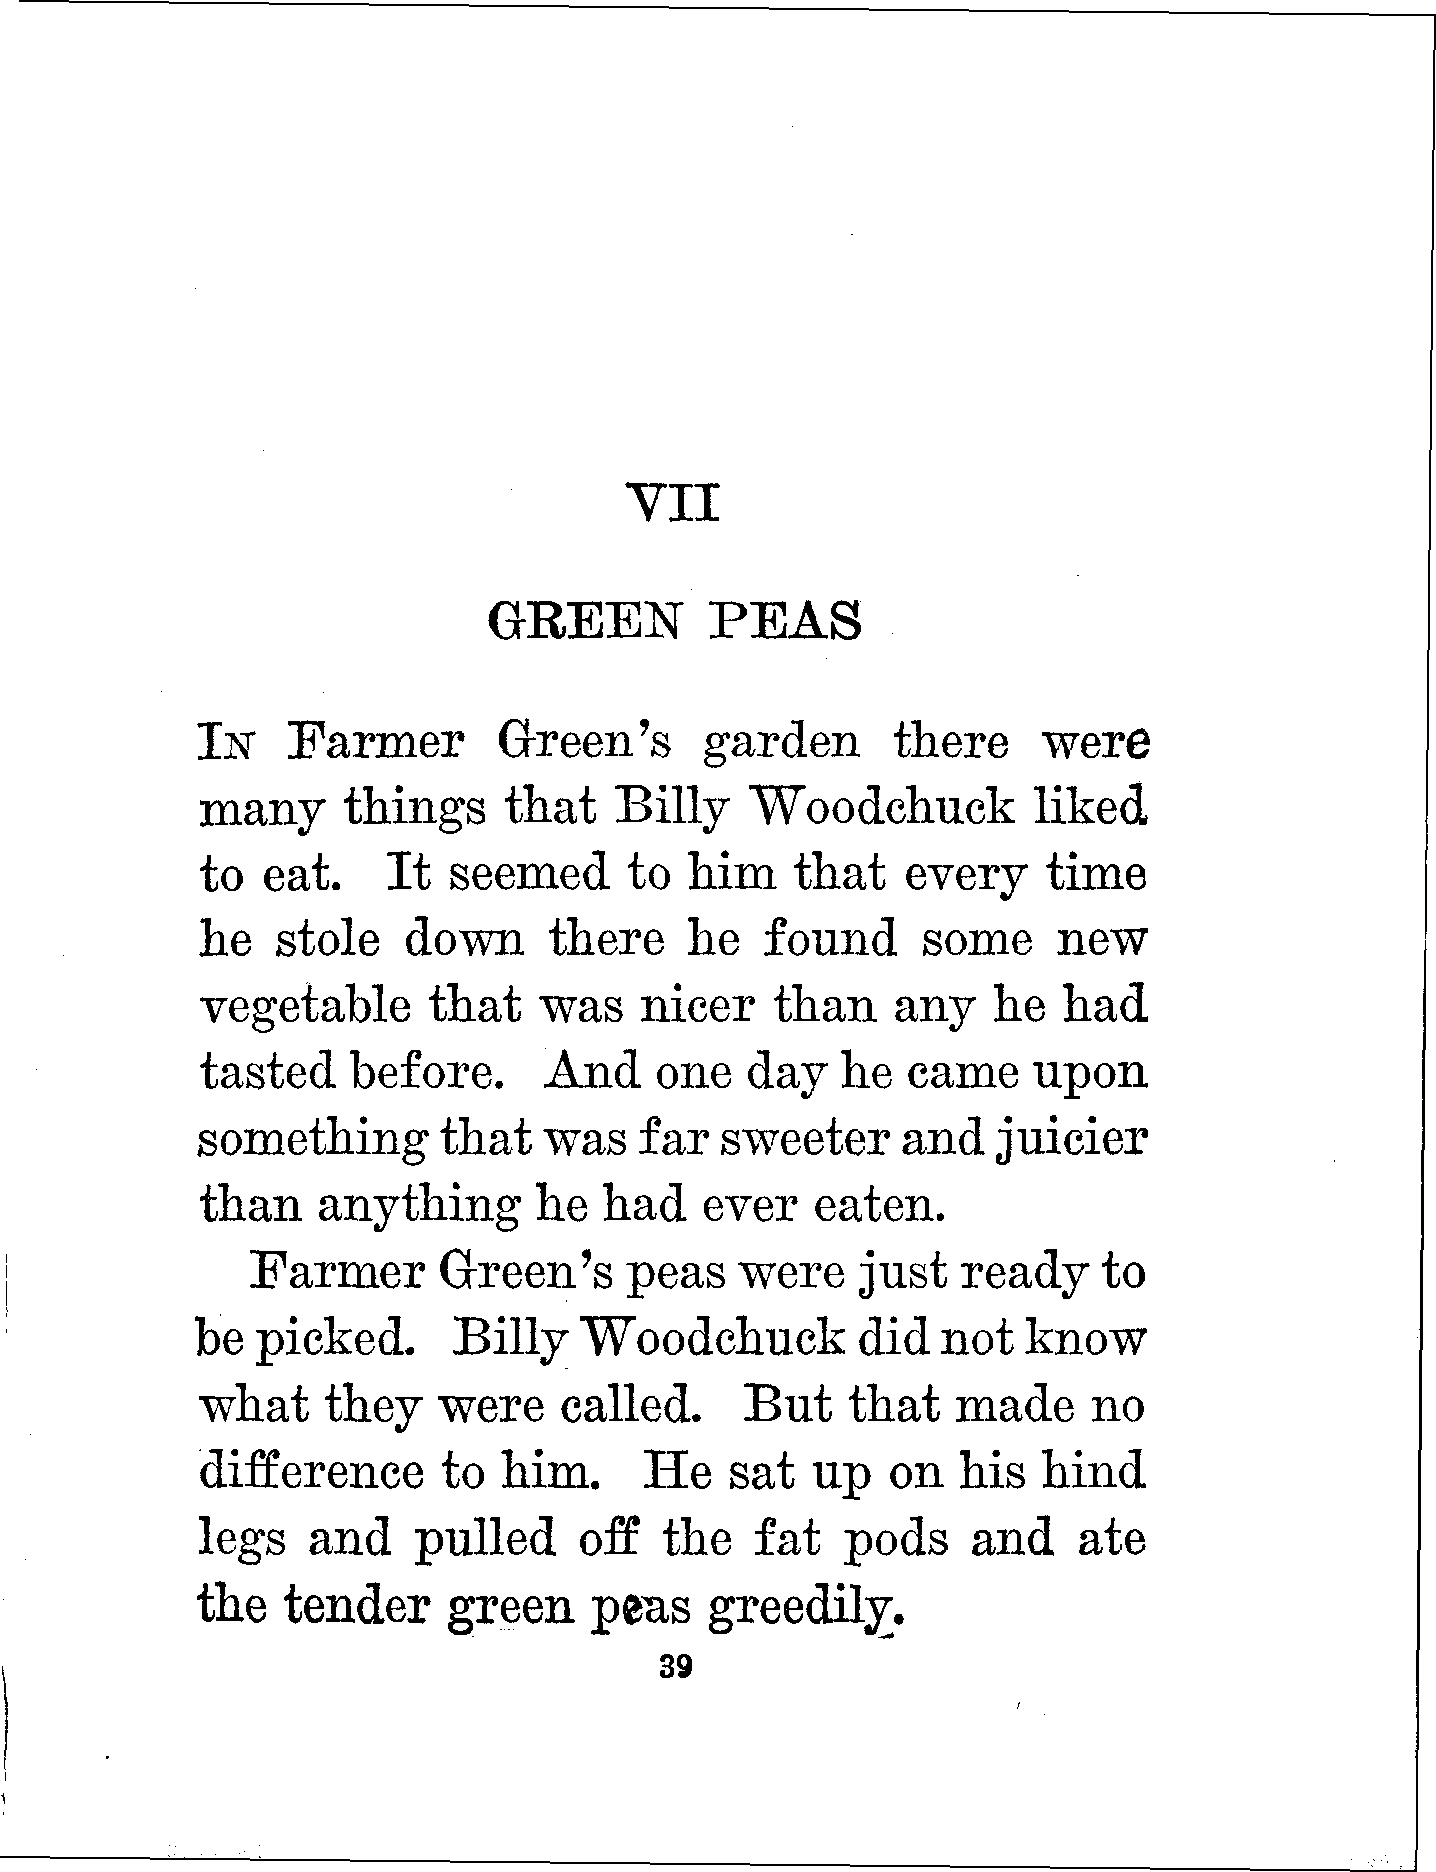 VII
GREEN PEAS
In Farmer Green's garden there were
many things that Billy Woodchuck liked
to eat. It seemed to him that every time
he stole down there he found some new
vegetable that was nicer than any he had
tasted before. And one day he came upon
something that was far sweeter and juicier
than anything he had ever eaten.
Farmer Green's peas were just ready to
be picked. Billy Woodchuck did not know
what they were called. But that made no
difference to him. He sat up on his hind
legs and pulled off the fat pods and ate
the tender green peas greedily.
39